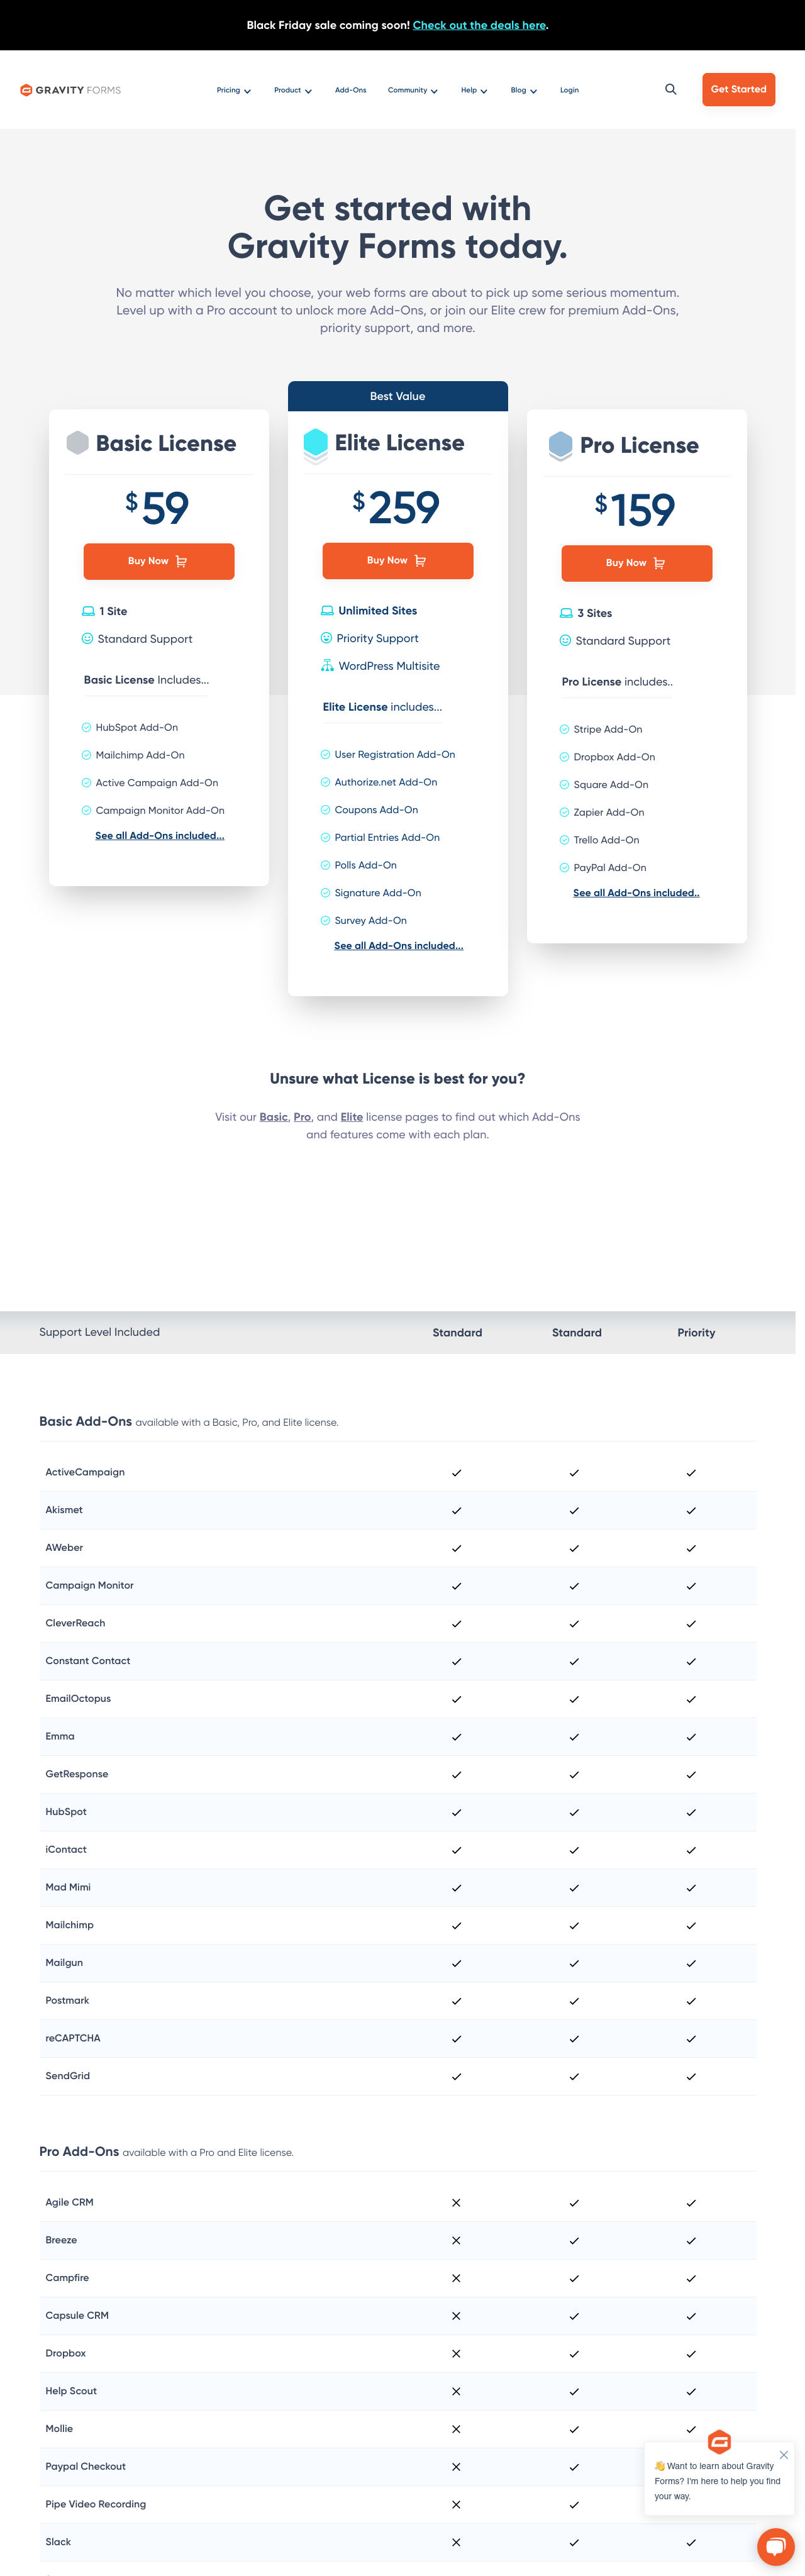 Black Friday sale coming soon! Check out the deals here.
GRAVITY FORMS
Pricing
Product
Add-Ons
Community
Help
Blog
Login
Get Started
Get started with
Gravity Forms today.
No matter which level you choose, your web forms are about to pick up some serious momentum.
Level up with a Pro account to unlock more Add-Ons, or join our Elite crew for premium Add-Ons,
priority support, and more.
Basic License
$59
Buy Now
1 Site
Standard Support
Basic License Includes...
HubSpot Add-On
Mailchimp Add-On
Active Campaign Add-On
Campaign Monitor Add-On
See all Add-Ons included...
Best Value
Elite License
$259
Buy Now
Unlimited Sites
Priority Support
WordPress Multisite
Elite License includes...
User Registration Add-On
Authorize.net Add-On
Coupons Add-On
Partial Entries Add-On
Polls Add-On
Signature Add-On
Survey Add-On
See all Add-Ons included...
Pro License
$159
Buy Now
3 Sites
Standard Support
Pro License includes..
Stripe Add-On
Dropbox Add-On
Square Add-On
Zapier Add-On
Trello Add-On
PayPal Add-On
See all Add-Ons included..
Unsure what License is best for you?
Visit our Basic, Pro, and Elite license pages to find out which Add-Ons
and features come with each plan.
Support Level Included Standard Standard Priority
Basic Add-Ons available with a Basic, Pro, and Elite license.
ActiveCampaign
Akismet
AWeber
Campaign Monitor
CleverReach
Constant Contact
EmailOctopus
Emma
GetResponse
HubSpot
iContact
Mad Mimi
Mailchimp
Mailgun
Postmark
reCAPTCHA
SendGrid
Pro Add-Ons available with a Pro and Elite license.
Agile CRM
Breeze
Campfire
Capsule CRM
Dropbox
Help Scout
Mollie
Paypal Checkout
Pipe Video Recording
Slack
Want to learn about Gravity
Forms? I'm here to help you find
your way.